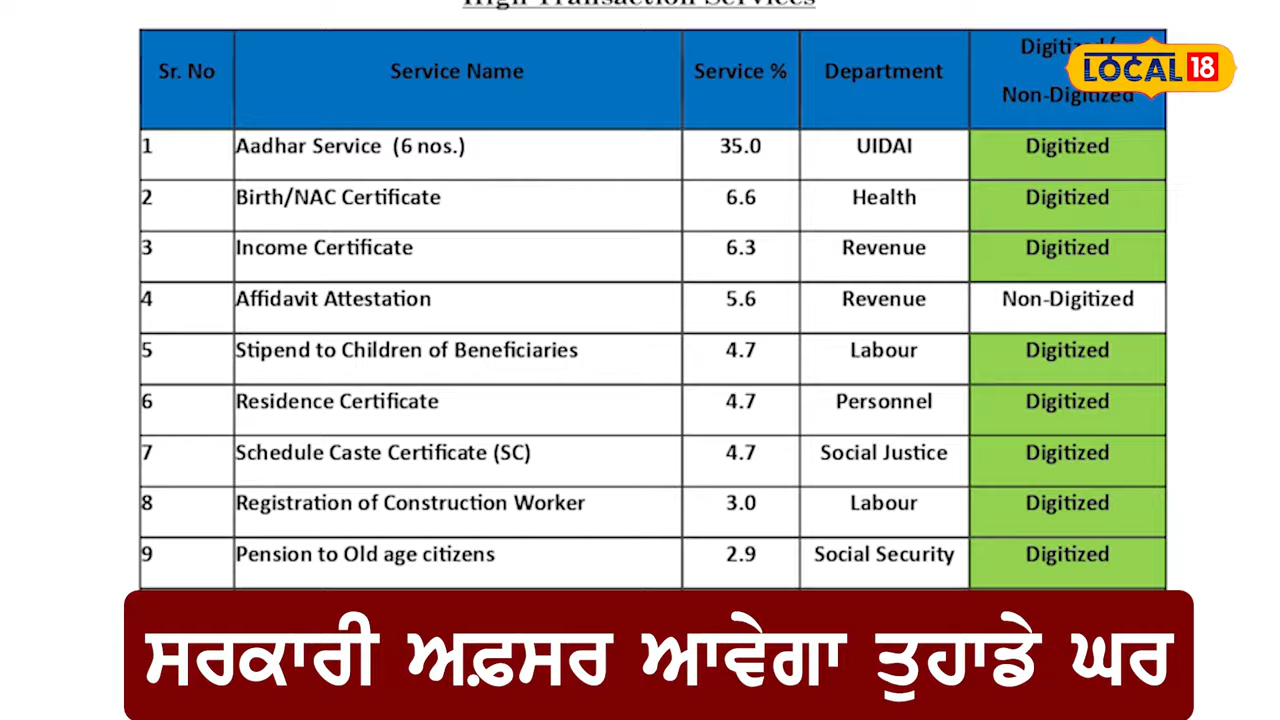 High Transaction Services
Sr. No Service Name Service % Department Digitized/
Non-Digitized
LOCAL 18
1 Aadhar Service (6 nos.) 35.0 UIDAI Digitized
2 Birth/NAC Certificate 6.6 Health Digitized
3 Income Certificate 6.3 Revenue Digitized
4 Affidavit Attestation 5.6 Revenue Non-Digitized
5 Stipend to Children of Beneficiaries 4.7 Labour Digitized
6 Residence Certificate 4.7 Personnel Digitized
7 Schedule Caste Certificate (SC) 4.7 Social Justice Digitized
8 Registration of Construction Worker 3.0 Labour Digitized
9 Pension to Old age citizens 2.9 Social Security Digitized
ਸਰਕਾਰੀ ਅਫ਼ਸਰ ਆਵੇਗਾ ਤੁਹਾਡੇ ਘਰ